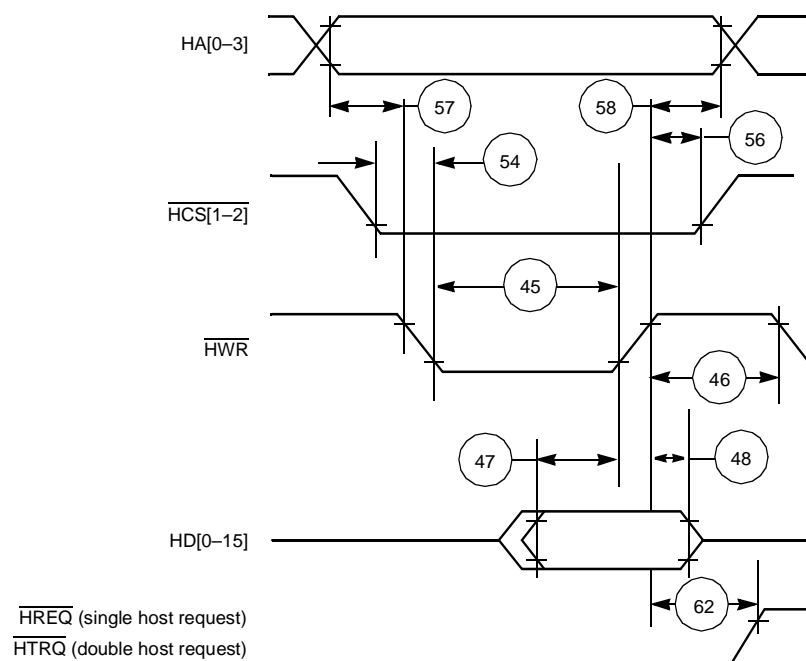 HA[0–3]
57
58
56
54
HCS[1–2]
45
HWR
46
47
48
HD[0–15]
62
HREQ (single host request)
HTRQ (double host request)